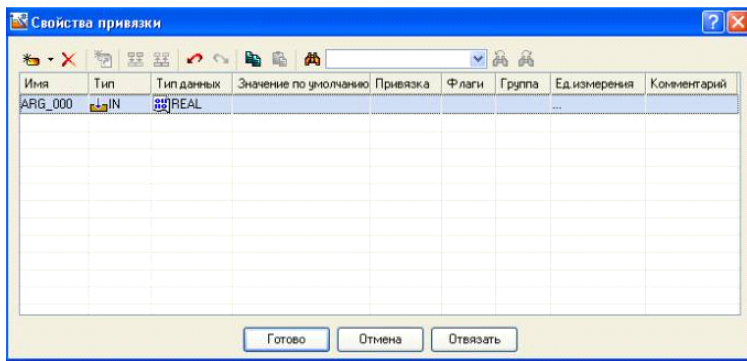 Свойства привязки
Имя Тип Тип данных Значение по умолчанию Привязка Флаги Группа Ед.измерения Комментарий
ARG_000 IN REAL ...
Готово Отмена Отвязать